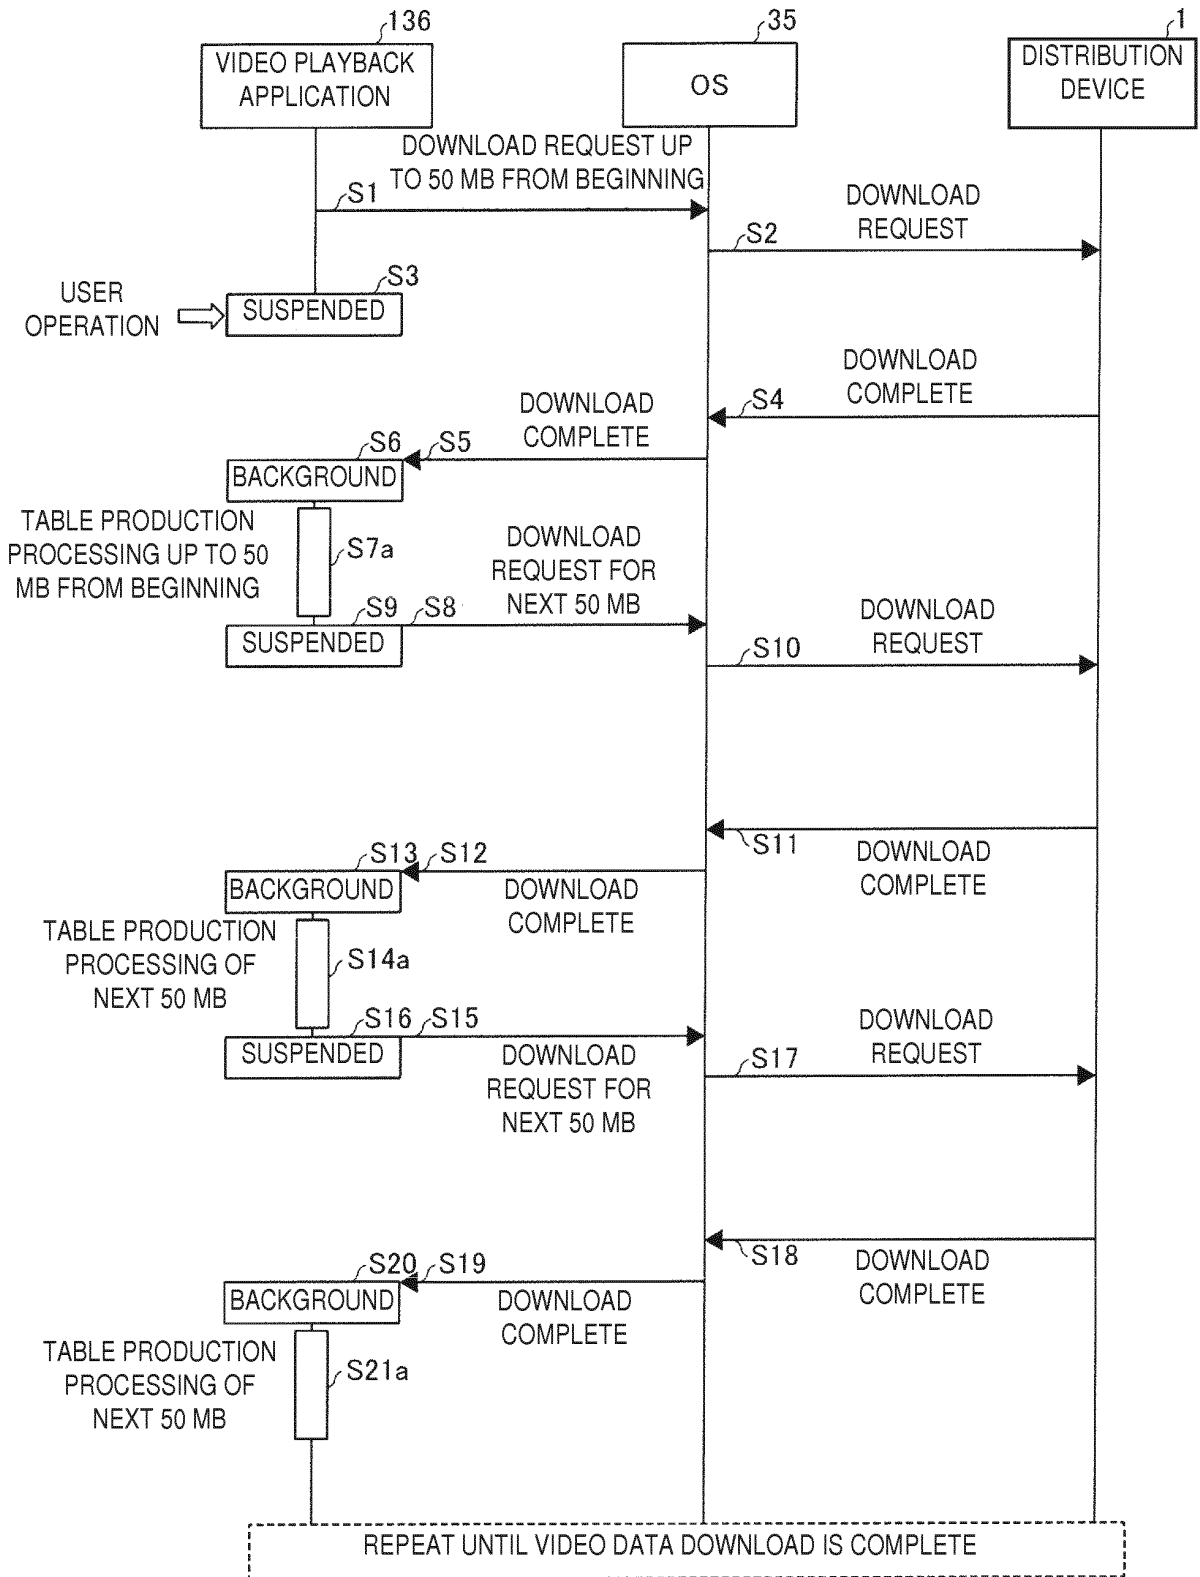 136
35
1
VIDEO PLAYBACK
APPLICATION
OS
DISTRIBUTION
DEVICE
DOWNLOAD REQUEST UP
TO 50 MB FROM BEGINNING
S1
DOWNLOAD
REQUEST
S2
S3
USER
OPERATION
SUSPENDED
DOWNLOAD
COMPLETE
S4
DOWNLOAD
COMPLETE
S6
S5
BACKGROUND
TABLE PRODUCTION
PROCESSING UP TO 50
MB FROM BEGINNING
S7a
DOWNLOAD
REQUEST FOR
NEXT 50 MB
S9
S8
SUSPENDED
DOWNLOAD
REQUEST
S10
S11
DOWNLOAD
COMPLETE
S13
S12
BACKGROUND
DOWNLOAD
COMPLETE
TABLE PRODUCTION
PROCESSING OF
NEXT 50 MB
S14a
S16
S15
SUSPENDED
DOWNLOAD
REQUEST FOR
NEXT 50 MB
DOWNLOAD
REQUEST
S17
S18
DOWNLOAD
COMPLETE
S20
S19
BACKGROUND
DOWNLOAD
COMPLETE
TABLE PRODUCTION
PROCESSING OF
NEXT 50 MB
S21a
REPEAT UNTIL VIDEO DATA DOWNLOAD IS COMPLETE